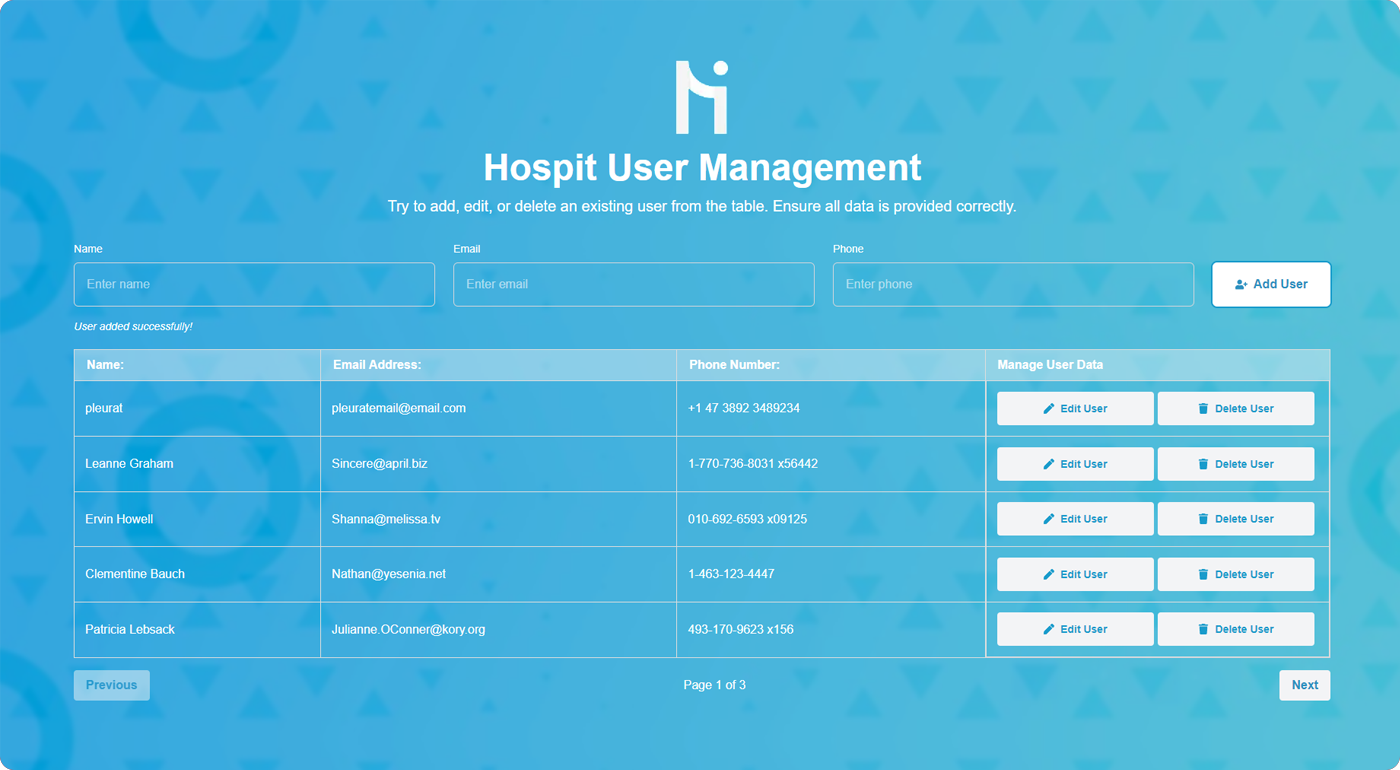 Hospit User Management
Try to add, edit, or delete an existing user from the table. Ensure all data is provided correctly.
Name Email Phone
Enter name Enter email Enter phone Add User
User added successfully!
Name: Email Address: Phone Number: Manage User Data
pleurat pleuratemail@email.com +1 47 3892 3489234 Edit User Delete User
Leanne Graham Sincere@april.biz 1-770-736-8031 x56442 Edit User Delete User
Ervin Howell Shanna@melissa.tv 010-692-6593 x09125 Edit User Delete User
Clementine Bauch Nathan@yesenia.net 1-463-123-4447 Edit User Delete User
Patricia Lebsack Julianne.OConner@kory.org 493-170-9623 x156 Edit User Delete User
Previous Page 1 of 3 Next